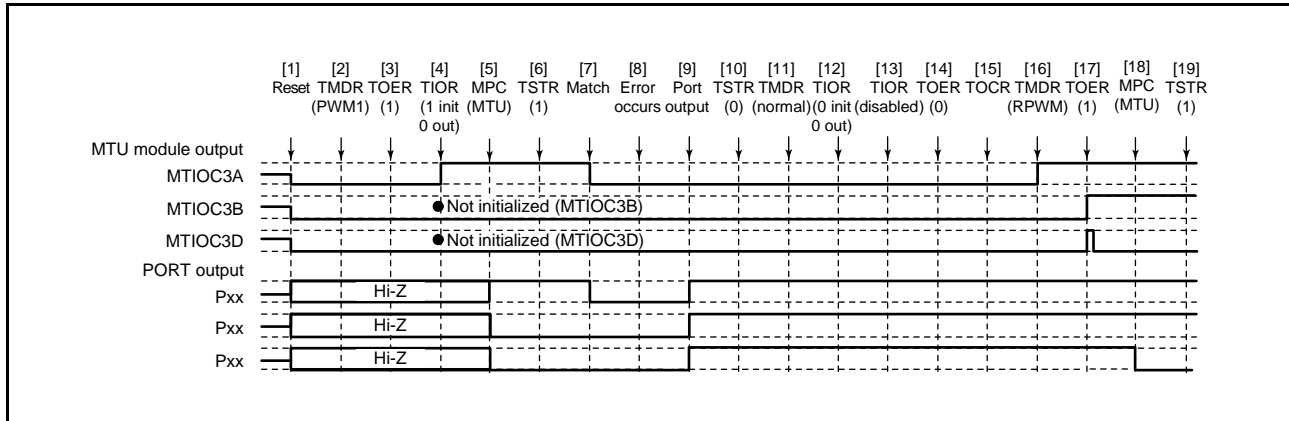 [1] [2] [3] [4] [5] [6] [7] [8] [9] [10] [11] [12] [13] [14] [15] [16] [17] [18] [19]
Reset TMDR TOER TIOR MPC TSTR Match Error Port TSTR TMDR TIOR TIOR TOER TOCR TMDR TOER MPC TSTR
(PWM1) (1) (1 init (MTU) (1) occurs output (0) (normal) (0 init (disabled) (0) (RPWM) (1) (MTU) (1)
0 out) 0 out)
MTU module output
MTIOC3A
MTIOC3B Not initialized (MTIOC3B)
MTIOC3D Not initialized (MTIOC3D)
PORT output
Pxx Hi-Z
Pxx Hi-Z
Pxx Hi-Z